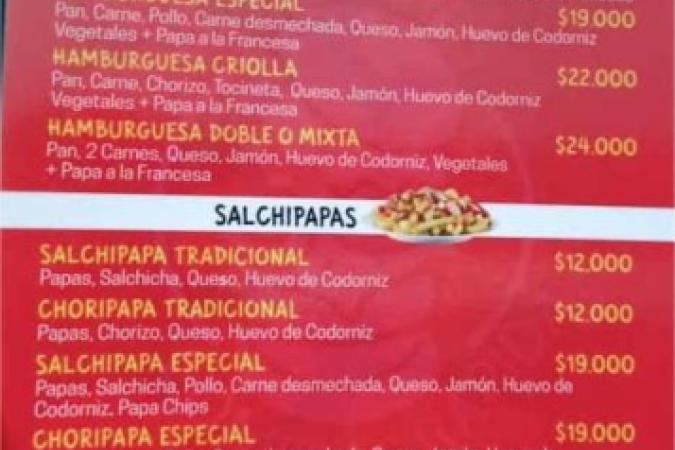 ESPECIAL
$19.000
Pan, Carne, Pollo, Carne desmechada, Queso, Jamón, Huevo de Codorniz
Vegetales + Papa a la Francesa
HAMBURGUESA CRIOLLA
$22.000
Pan, Carne, Chorizo, Tocineta, Queso, Jamón, Huevo de Codorniz
Vegetales + Papa a la Francesa
HAMBURGUESA DOBLE O MIXTA
$24.000
Pan, 2 Carnes, Queso, Jamón, Huevo de Codorniz, Vegetales
+ Papa a la Francesa
SALCHIPAPAS
SALCHIPAPA TRADICIONAL
$12.000
Papas, Salchicha, Queso, Huevo de Codorniz
CHORIPAPA TRADICIONAL
$12.000
Papas, Chorizo, Queso, Huevo de Codorniz
SALCHIPAPA ESPECIAL
$19.000
Papas, Salchicha, Pollo, Carne desmechada, Queso, Jamón, Huevo de
Codorniz, Papa Chips
CHORIPAPA ESPECIAL
$19.000